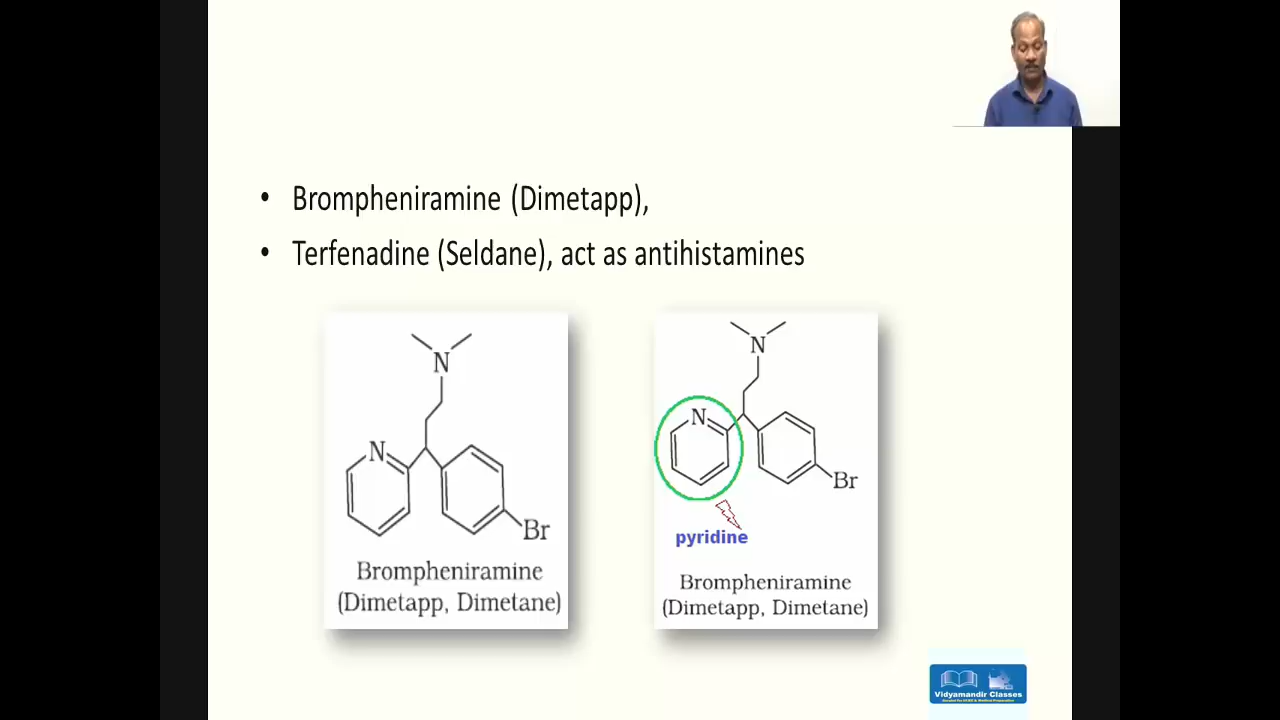 • Brompheniramine (Dimetapp),
• Terfenadine (Seldane), act as antihistamines
N
N
Br
Brompheniramine
(Dimetapp, Dimetane)
N
N
Br
pyridine
Brompheniramine
(Dimetapp, Dimetane)
Vidyamandir Classes